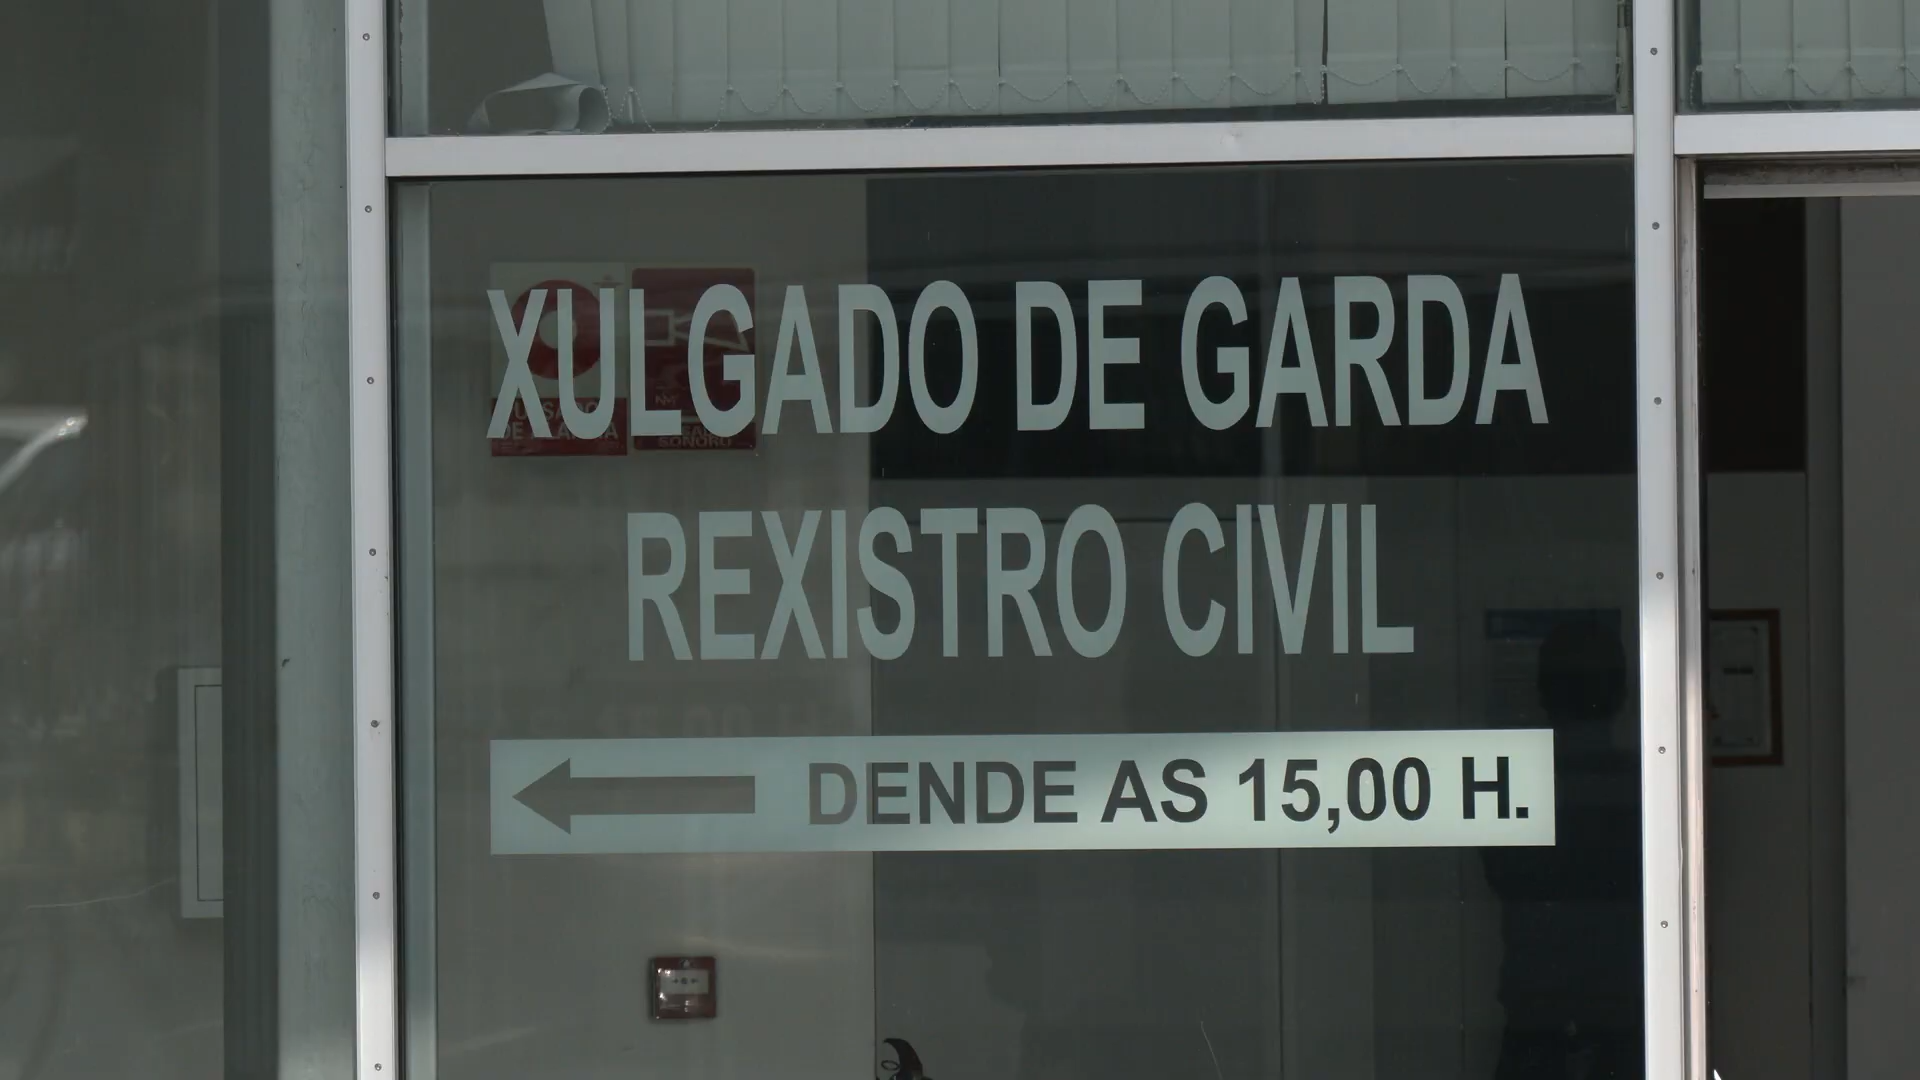 XULGADO DE GARDA
REXISTRO CIVIL
DENDE AS 15,00 H.